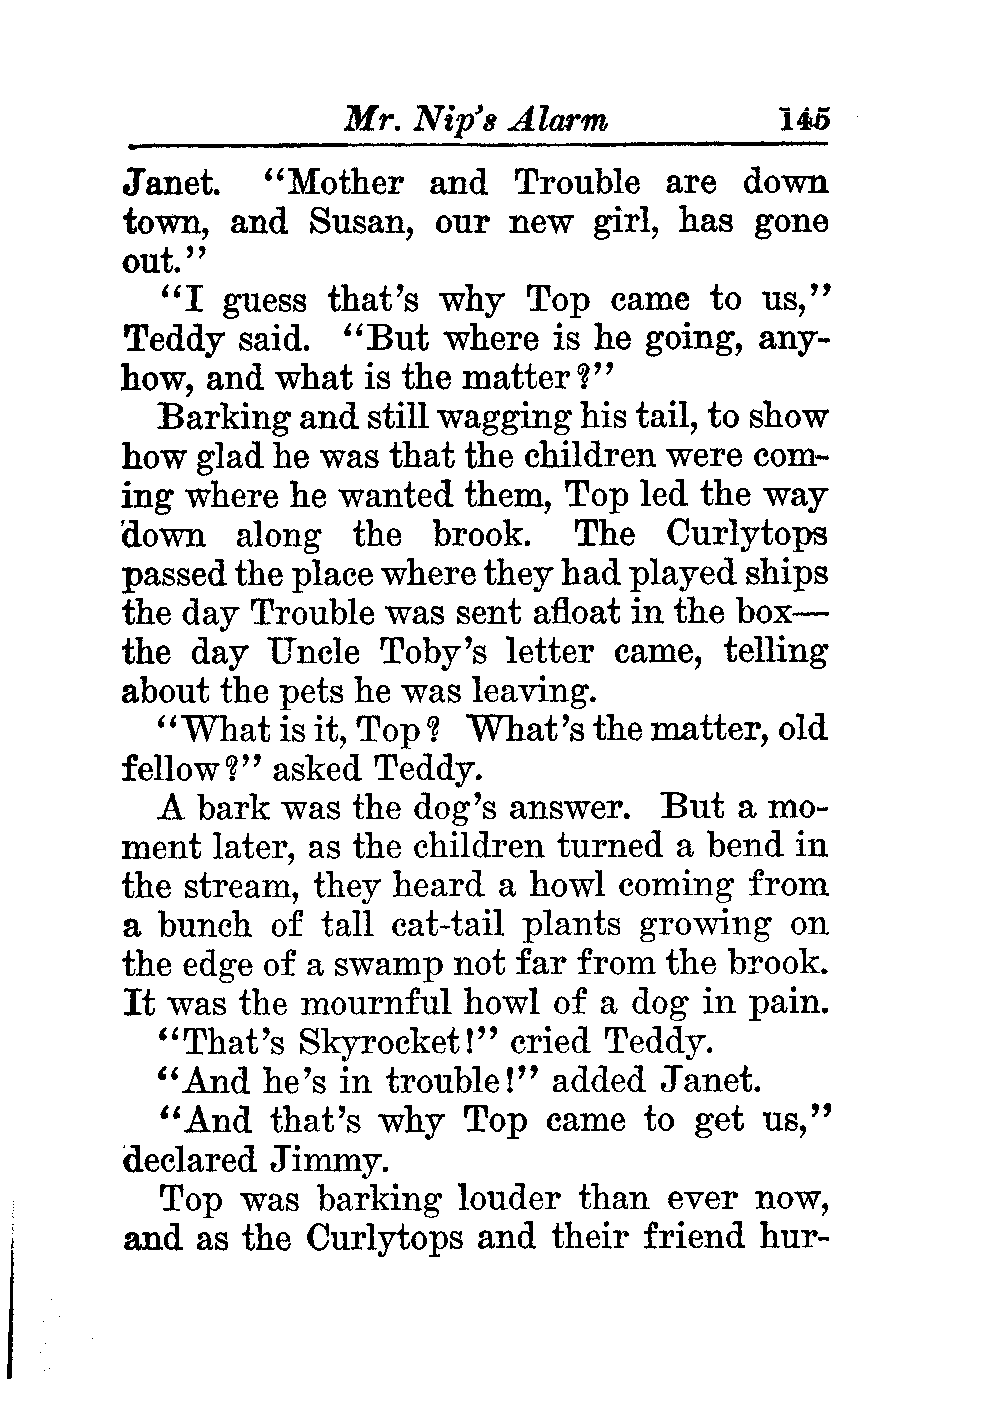 Mr. Nip's Alarm 145
Janet. "Mother and Trouble are down
town, and Susan, our new girl, has gone
out."
"I guess that's why Top came to us,"
Teddy said. "But where is he going, any-
how, and what is the matter?"
Barking and still wagging his tail, to show
how glad he was that the children were com-
ing where he wanted them, Top led the way
down along the brook. The Curlytops
passed the place where they had played ships
the day Trouble was sent afloat in the box—
the day Uncle Toby's letter came, telling
about the pets he was leaving.
"What is it, Top? What's the matter, old
fellow?" asked Teddy.
A bark was the dog's answer. But a mo-
ment later, as the children turned a bend in
the stream, they heard a howl coming from
a bunch of tall cat-tail plants growing on
the edge of a swamp not far from the brook.
It was the mournful howl of a dog in pain.
"That's Skyrocket!" cried Teddy.
"And he's in trouble!" added Janet.
"And that's why Top came to get us,"
declared Jimmy.
Top was barking louder than ever now,
and as the Curlytops and their friend hur-